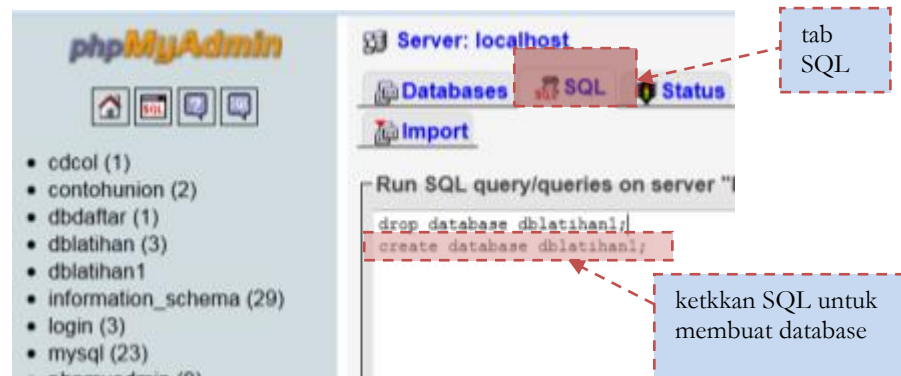 phpMyAdmin
SQL
cdcol (1)
contohunion (2)
dbdaftar (1)
dblatihan (3)
dblatihan1
information_schema (29)
login (3)
mysql (23)
Server: localhost
Databases SQL Status
Import
Run SQL query/queries on server "
drop database dblatihan1;
create database dblatihan1;
tab
SQL
ketkkan SQL untuk
membuat database